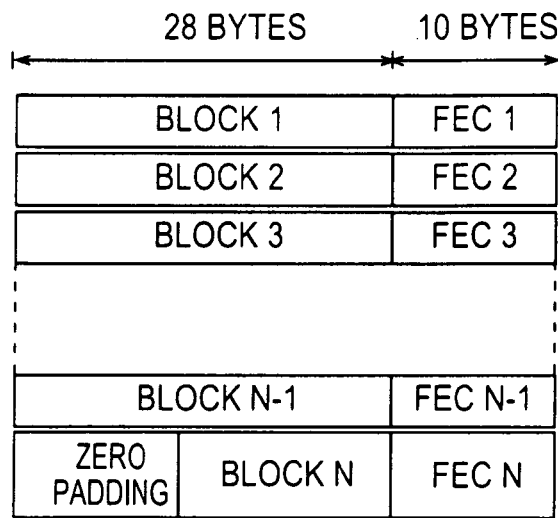 28 BYTES 10 BYTES
BLOCK 1 FEC 1
BLOCK 2 FEC 2
BLOCK 3 FEC 3
BLOCK N-1 FEC N-1
ZERO
PADDING BLOCK N FEC N